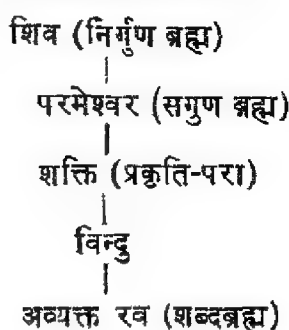 शिव (निर्गुण ब्रह्म)
परमेश्वर (सगुण ब्रह्म)
शक्ति (प्रकृति-परा)
विन्दु
अव्यक्त रव (शब्दब्रह्म)